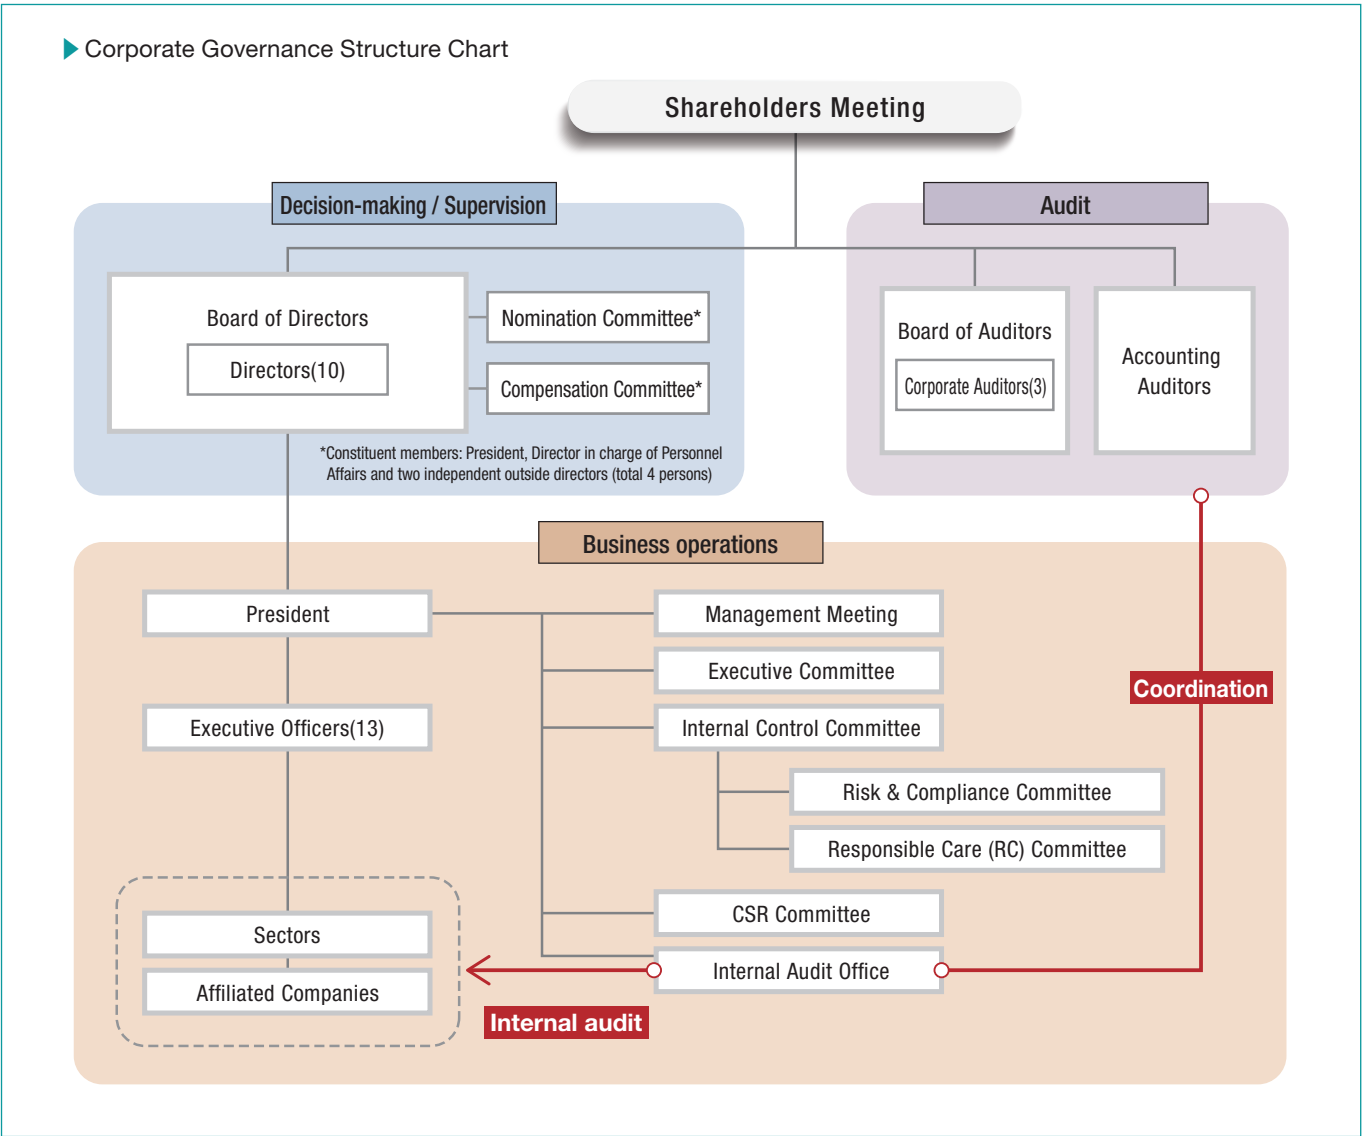 Corporate Governance Structure Chart
Shareholders Meeting
Decision-making / Supervision
Audit
Board of Directors
Directors(10)
Nomination Committee*
Compensation Committee*
*Constituent members: President, Director in charge of Personnel
Affairs and two independent outside directors (total 4 persons)
Board of Auditors
Corporate Auditors(3)
Accounting
Auditors
Business operations
President
Management Meeting
Executive Committee
Coordination
Executive Officers(13)
Internal Control Committee
Risk & Compliance Committee
Responsible Care (RC) Committee
CSR Committee
Sectors
Internal Audit Office
Affiliated Companies
Internal audit